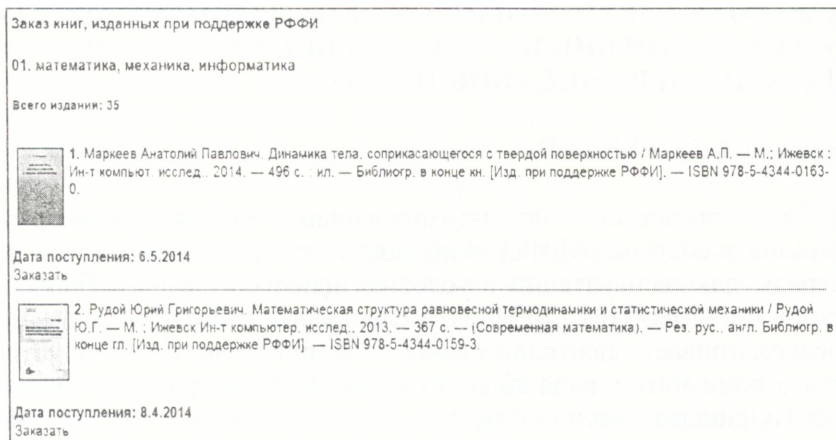 Заказ книг, изданных при поддержке РФФИ
01. математика, механика, информатика
Всего издании: 35
1. Маркеев Анатолий Павлович. Динамика тела, соприкасающегося с твердой поверхностью / Маркеев А.П. — М.; Ижевск :
Ин-т компьют. исслед., 2014. — 496 с. : ил. — Библиогр. в конце кн. [Изд. при поддержке РФФИ]. — ISBN 978-5-4344-0163-
0.
Дата поступления: 6.5.2014
Заказать
2. Рудой Юрий Григорьевич. Математическая структура равновесной термодинамики и статистической механики / Рудой
Ю.Г. — М. ; Ижевск Ин-т компьютер. исслед., 2013. — 367 с. — (Современная математика). — Рез. рус., англ. Библиогр. в
конце гл. [Изд. при поддержке РФФИ]. — ISBN 978-5-4344-0159-3.
Дата поступления: 8.4.2014
Заказать